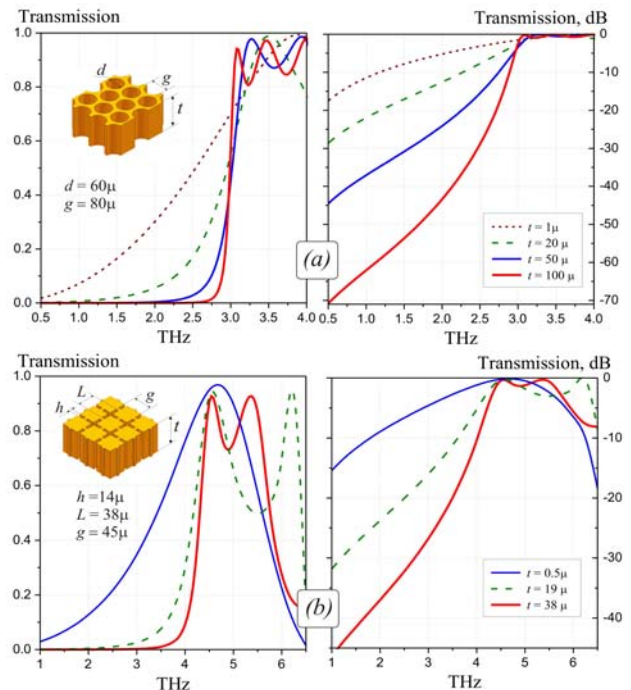 Transmission
Transmission, dB
1.0
0.8
0.6
0.4
0.2
0.0
d
g
t
d = 60μ
g = 80μ
0
-10
-20
-30
-40
-50
-60
-70
t = 1μ
t = 20 μ
t = 50 μ
t = 100 μ
(a)
0.5 1.0 1.5 2.0 2.5 3.0 3.5 4.0
0.5 1.0 1.5 2.0 2.5 3.0 3.5 4.0
THz
THz
Transmission
Transmission, dB
1.0
0.8
0.6
0.4
0.2
0.0
L
h
g
t
h =14μ
L = 38μ
g = 45μ
0
-10
-20
-30
-40
t = 0.5μ
t = 19 μ
t = 38 μ
(b)
1 2 3 4 5 6
1 2 3 4 5 6
THz
THz